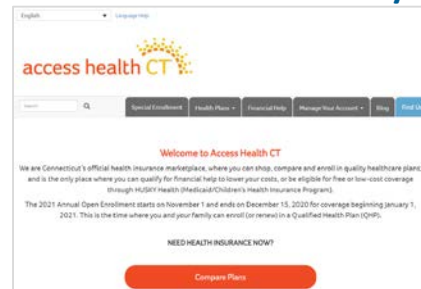 English
Language Help
access health CT
Search
Special Enrollment
Health Plans
Financial Help
Manage Your Account
Blog
Find Us
Welcome to Access Health CT
We are Connecticut's official health insurance marketplace, where you can shop, compare and enroll in quality healthcare plans
and is the only place where you can qualify for financial help to lower your costs, or be eligible for free or low-cost coverage
through HUSKY Health (Medicaid/Children's Health Insurance Program).
The 2021 Annual Open Enrollment starts on November 1 and ends on December 15, 2020 for coverage beginning January 1,
2021. This is the time where you and your family can enroll (or renew) in a Qualified Health Plan (QHP).
NEED HEALTH INSURANCE NOW?
Compare Plans